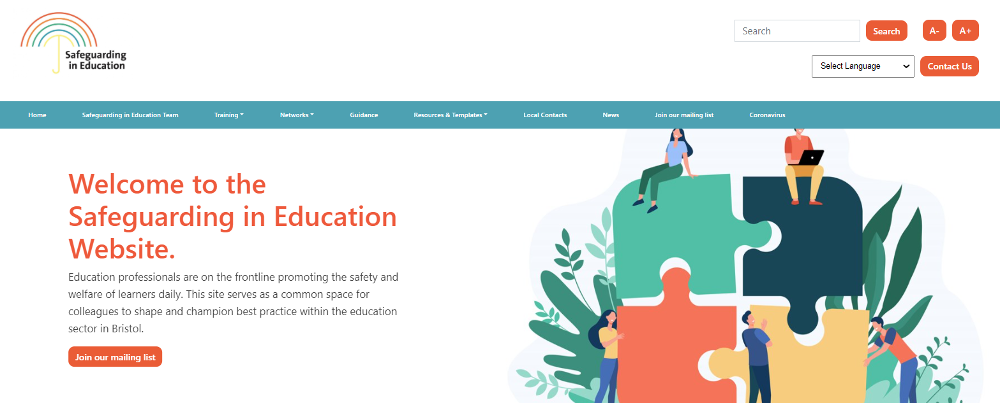 Safeguarding
in Education
Search
Search
A-
A+
Select Language
Contact Us
Home
Safeguarding in Education Team
Training
Networks
Guidance
Resources & Templates
Local Contacts
News
Join our mailing list
Coronavirus
Welcome to the
Safeguarding in Education
Website.
Education professionals are on the frontline promoting the safety and
welfare of learners daily. This site serves as a common space for
colleagues to shape and champion best practice within the education
sector in Bristol.
Join our mailing list